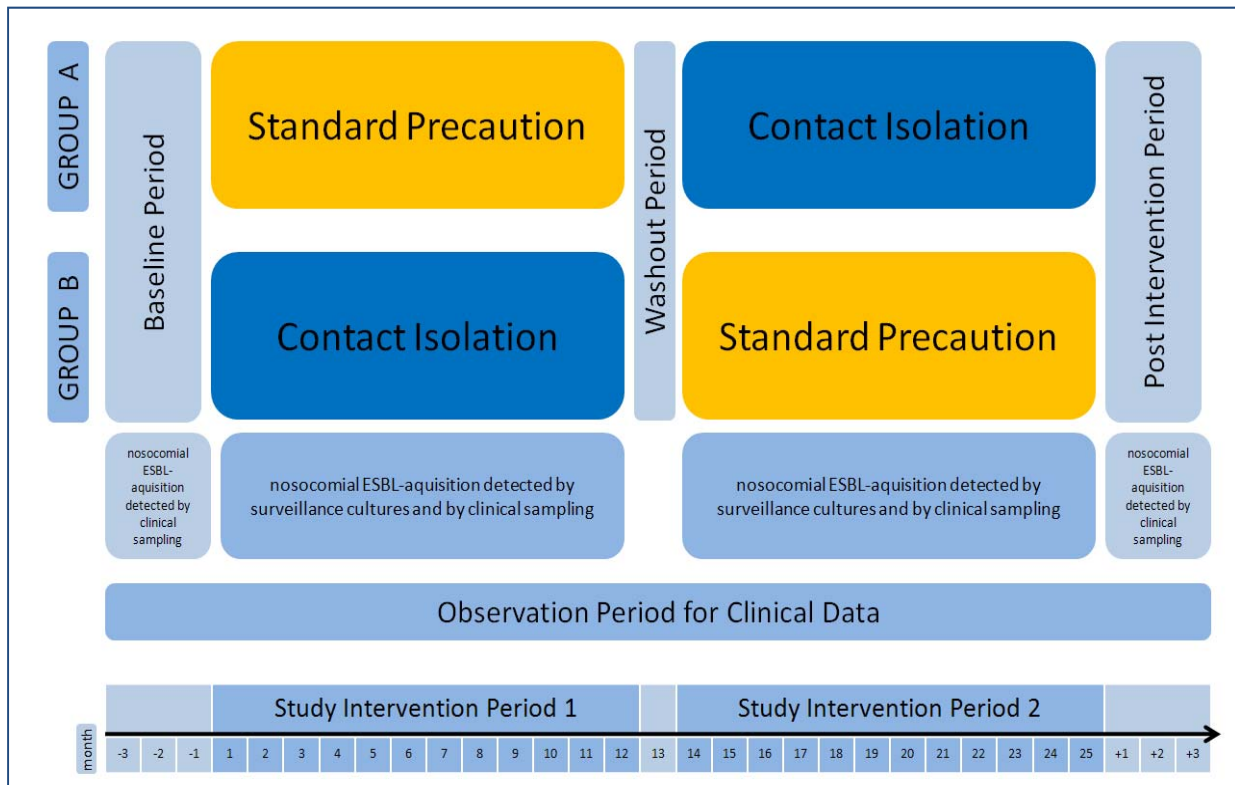 GROUP A
Baseline Period
Standard Precaution
Washout Period
Contact Isolation
Post Intervention Period
GROUP B
Contact Isolation
Standard Precaution
nosocomial
ESBL-
aquisition
detected by
clinical
sampling
nosocomial ESBL-aquisition detected by
surveillance cultures and by clinical sampling
nosocomial ESBL-aquisition detected by
surveillance cultures and by clinical sampling
nosocomial
ESBL-
aquisition
detected by
clinical
sampling
Observation Period for Clinical Data
Study Intervention Period 1
Study Intervention Period 2
month
-3 -2 -1 1 2 3 4 5 6 7 8 9 10 11 12 13 14 15 16 17 18 19 20 21 22 23 24 25 +1 +2 +3